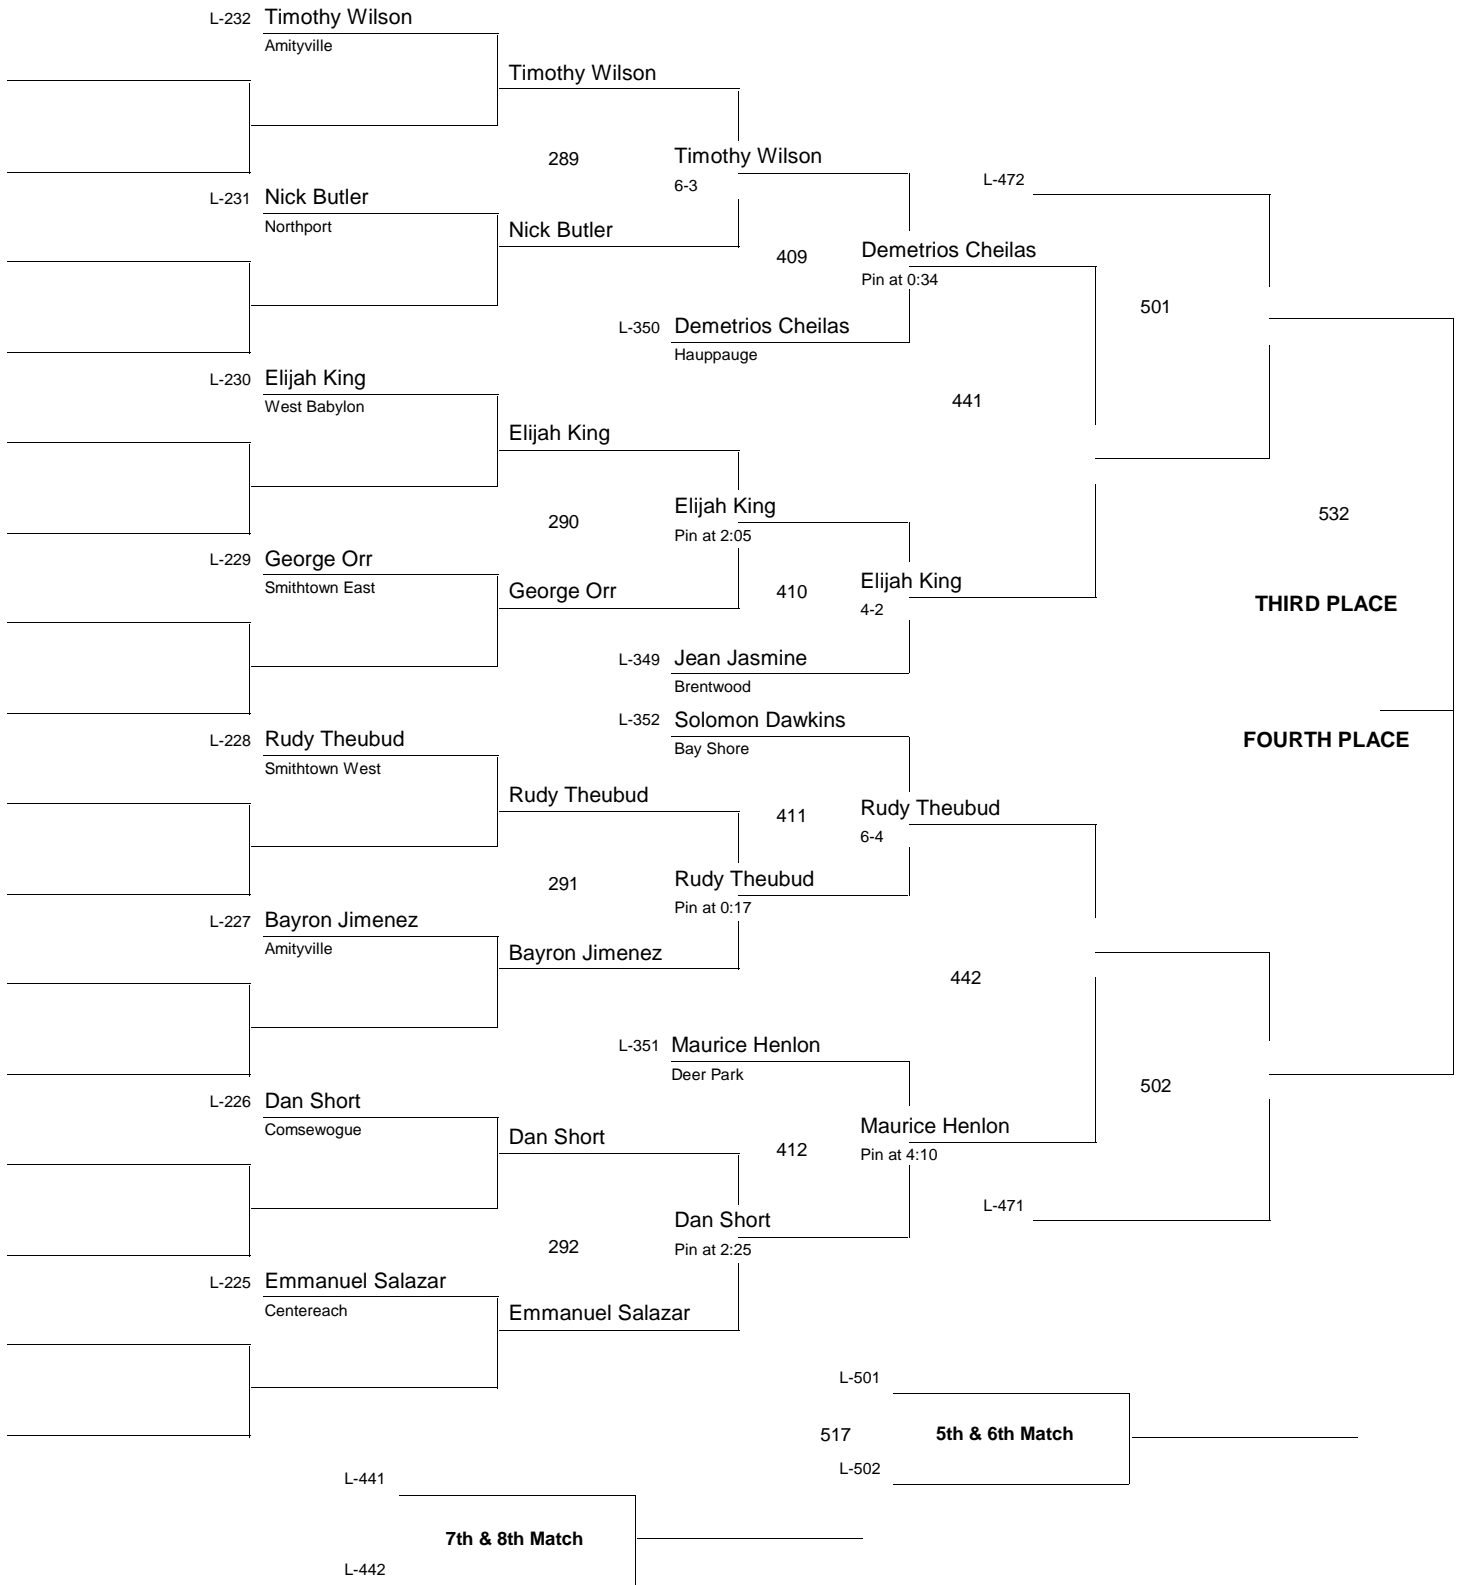 L-232 Timothy Wilson
Amityville
Timothy Wilson
289
Timothy Wilson
6-3
L-472
L-231 Nick Butler
Northport
Nick Butler
409
Demetrios Cheilas
Pin at 0:34
501
L-350 Demetrios Cheilas
Hauppauge
L-230 Elijah King
West Babylon
441
Elijah King
Elijah King
Pin at 2:05
290
532
L-229 George Orr
Smithtown East
George Orr
410
Elijah King
4-2
THIRD PLACE
L-349 Jean Jasmine
Brentwood
L-352 Solomon Dawkins
Bay Shore
L-228 Rudy Theubud
Smithtown West
FOURTH PLACE
Rudy Theubud
411
Rudy Theubud
6-4
291
Rudy Theubud
Pin at 0:17
L-227 Bayron Jimenez
Amityville
Bayron Jimenez
442
L-351 Maurice Henlon
Deer Park
502
L-226 Dan Short
Comsewogue
Dan Short
412
Maurice Henlon
Pin at 4:10
L-471
Dan Short
Pin at 2:25
292
L-225 Emmanuel Salazar
Centereach
Emmanuel Salazar
L-501
517
5th & 6th Match
L-502
L-441
7th & 8th Match
L-442